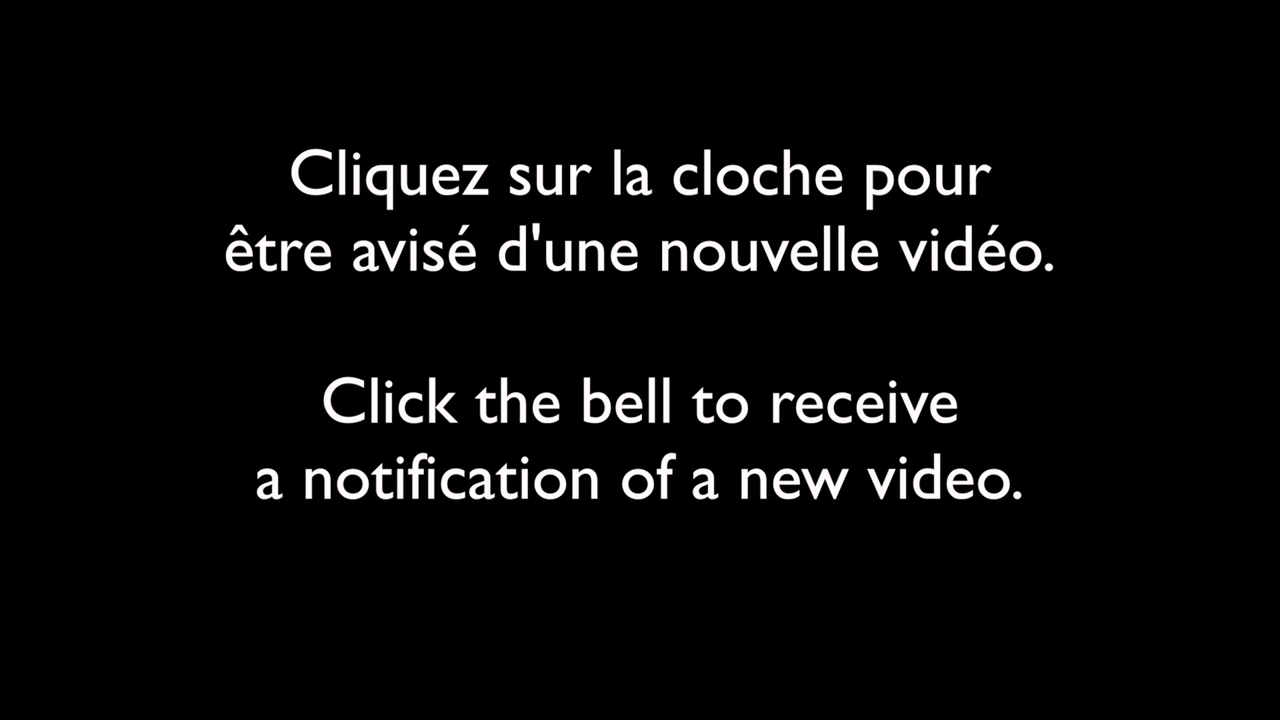 Cliquez sur la cloche pour
être avisé d'une nouvelle vidéo.
Click the bell to receive
a notification of a new video.